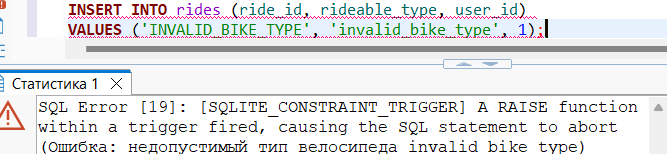 INSERT INTO rides (ride_id, rideable_type, user_id)
VALUES ('INVALID_BIKE_TYPE', 'invalid_bike_type', 1);
Статистика 1
SQL Error [19]: [SQLITE_CONSTRAINT_TRIGGER] A RAISE function
within a trigger fired, causing the SQL statement to abort
(Ошибка: недопустимый тип велосипеда invalid bike type)